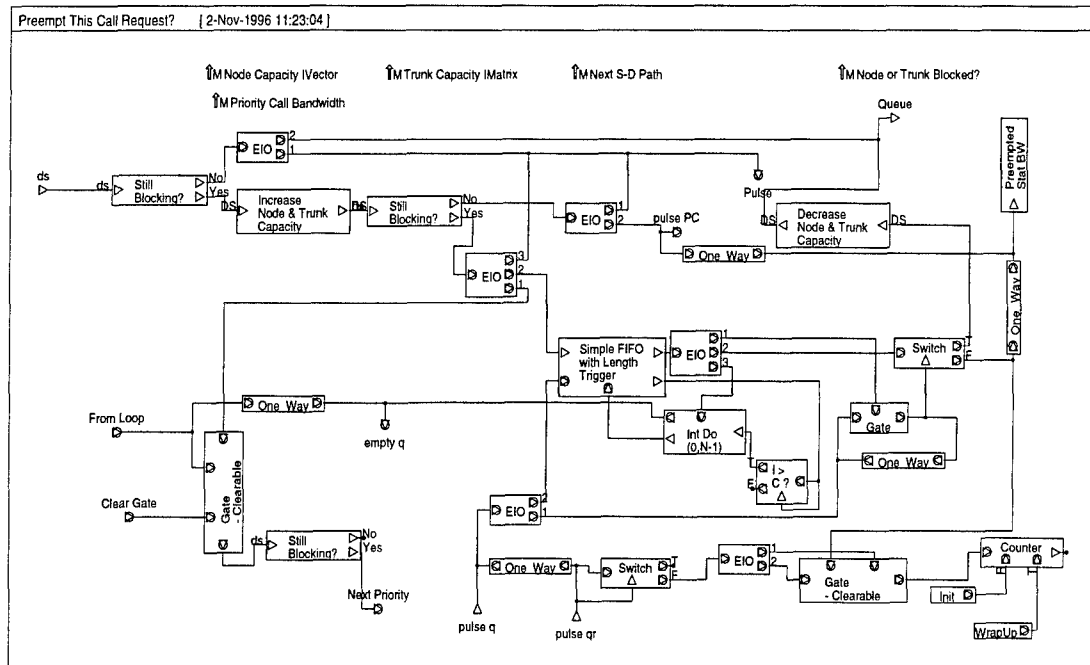 Preempt This Call Request? [ 2-Nov-1996 11:23:04 ]
⇑M Node Capacity IVector
⇑M Trunk Capacity IMatrix
⇑M Next S-D Path
⇑M Node or Trunk Blocked?
⇑M Priority Call Bandwidth
Queue
Preempted
Stat BW
EIO
2
1
ds
ds
Still
Blocking?
No
Yes
DS
Increase
Node & Trunk
Capacity
Still
Blocking?
No
Yes
EIO
1
2
pulse PC
Pulse
DS
Decrease
Node & Trunk
Capacity
DS
One Way
One Way
EIO
3
2
1
Simple FIFO
with Length
Trigger
EIO
1
2
3
Switch
T
F
From Loop
One Way
empty q
Int Do
(0,N-1)
Gate
One Way
T
F
I >
C ?
Clear Gate
Gate
- Clearable
EIO
2
1
ds
Still
Blocking?
No
Yes
Next Priority
One Way
pulse q
pulse qr
Switch
T
F
EIO
1
2
Gate
- Clearable
Counter
Init
WrapUp